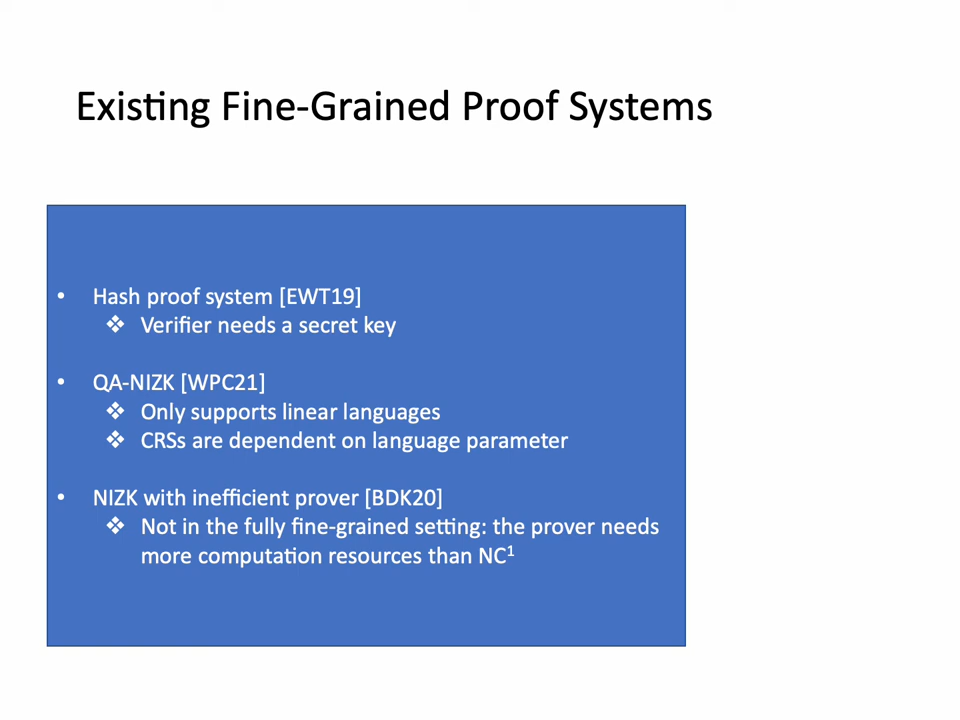 Existing Fine-Grained Proof Systems
• Hash proof system [EWT19]
❖ Verifier needs a secret key
• QA-NIZK [WPC21]
❖ Only supports linear languages
❖ CRSs are dependent on language parameter
• NIZK with inefficient prover [BDK20]
❖ Not in the fully fine-grained setting: the prover needs
more computation resources than NC¹